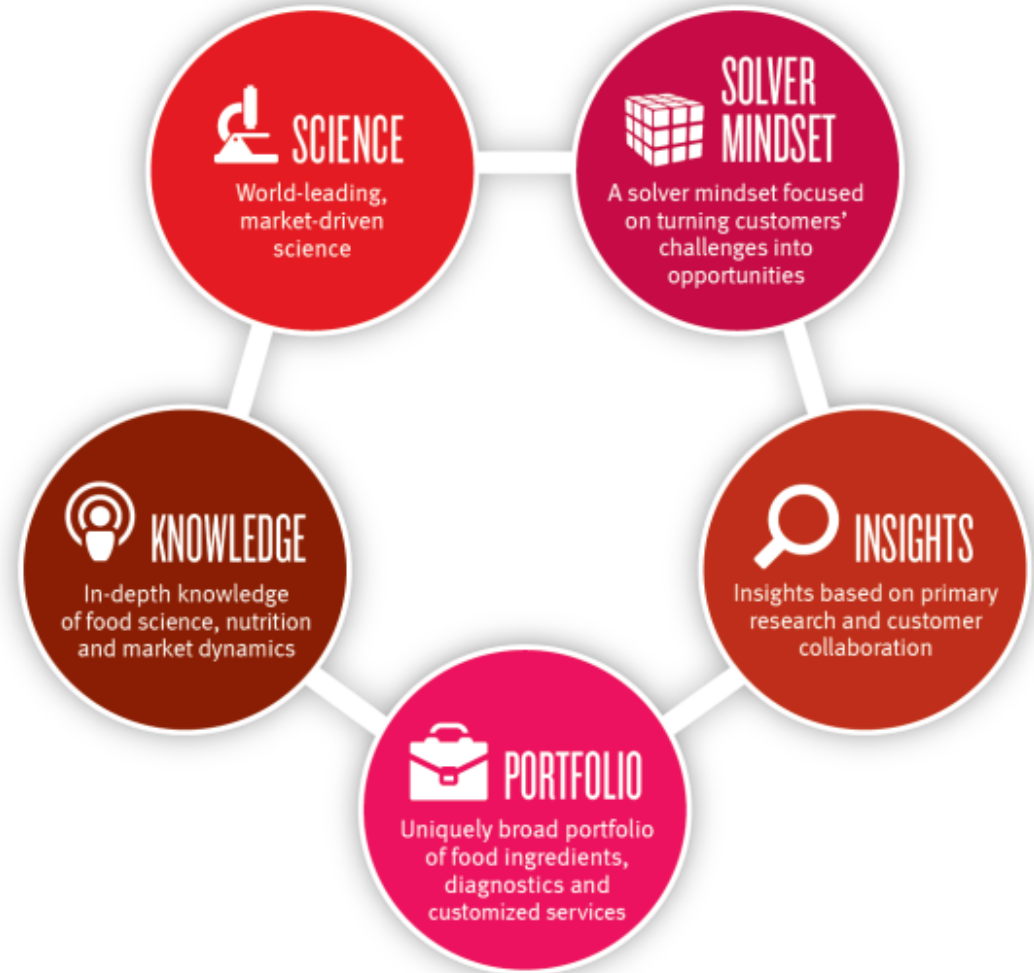 SCIENCE
World-leading,
market-driven
science
SOLVER
MINDSET
A solver mindset focused
on turning customers’
challenges into
opportunities
KNOWLEDGE
In-depth knowledge
of food science, nutrition
and market dynamics
INSIGHTS
Insights based on primary
research and customer
collaboration
PORTFOLIO
Uniquely broad portfolio
of food ingredients,
diagnostics and
customized services